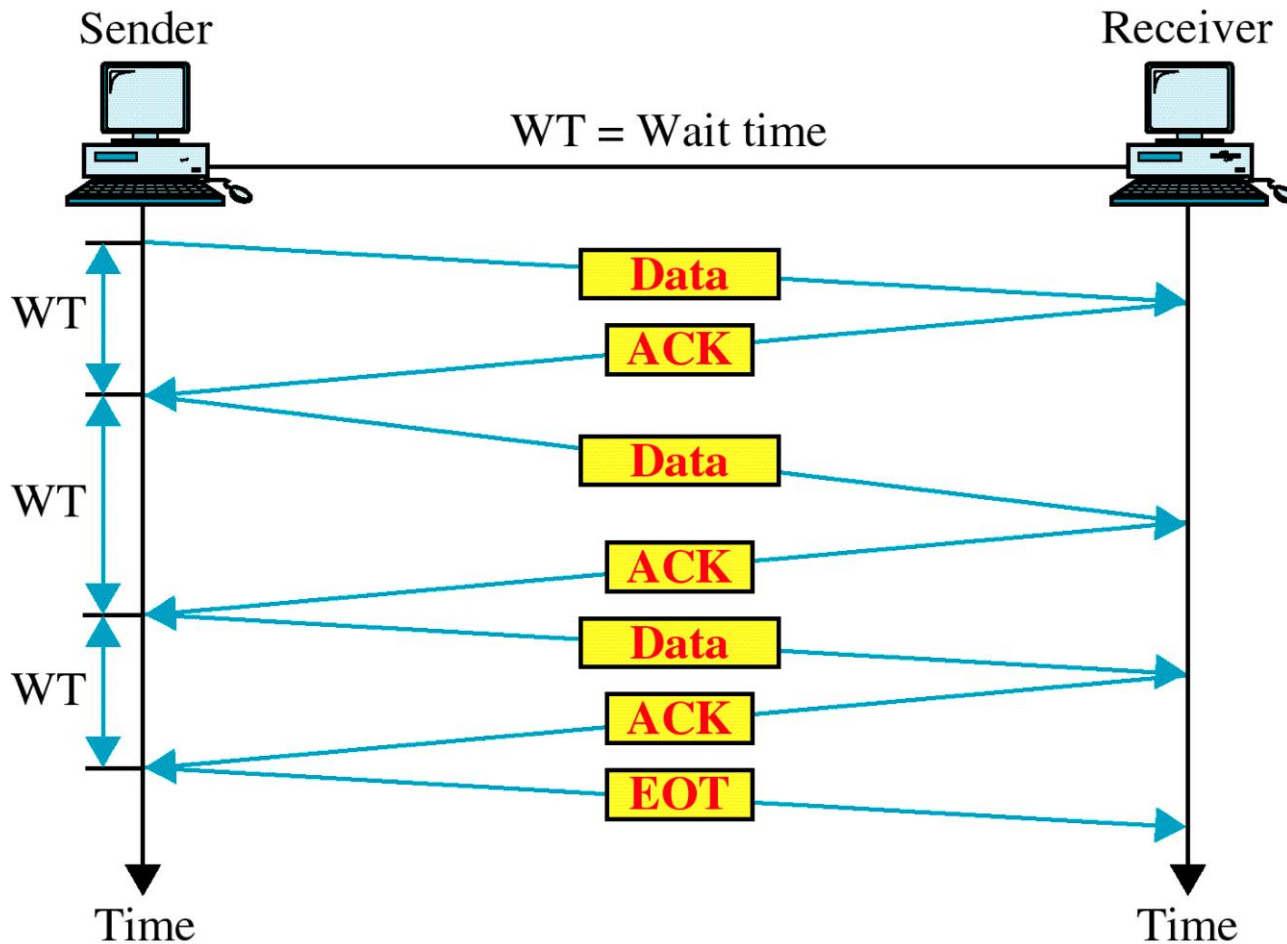 Sender
Receiver
WT = Wait time
Data
WT
ACK
Data
WT
ACK
Data
WT
ACK
EOT
Time
Time